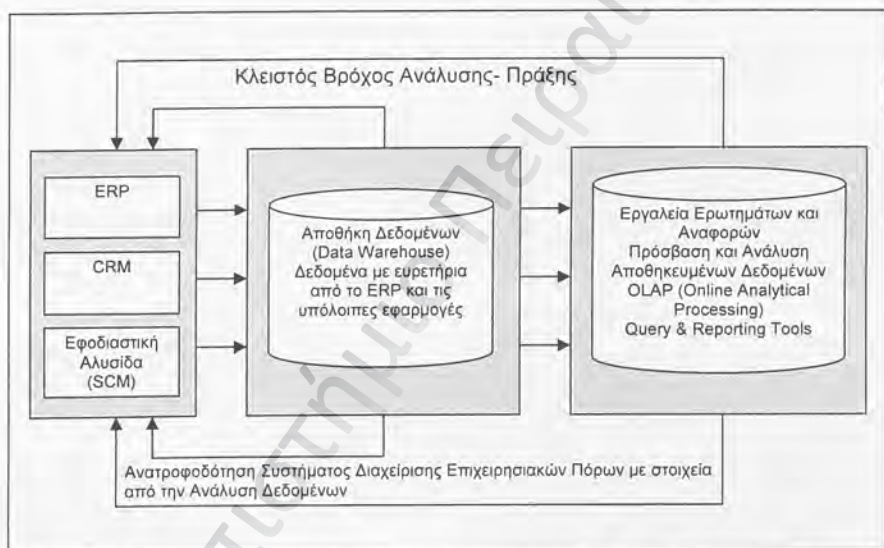 Κλειστός Βρόχος Ανάλυσης- Πράξης
ERP
CRM
Εφοδιαστική
Αλυσίδα
(SCM)
Αποθήκη Δεδομένων
(Data Warehouse)
Δεδομένα με ευρετήρια
από το ERP και τις
υπόλοιπες εφαρμογές
Εργαλεία Ερωτημάτων και
Αναφορών
Πρόσβαση και Ανάλυση
Αποθηκευμένων Δεδομένων
OLAP (Online Analytical
Processing)
Query & Reporting Tools
Ανατροφοδότηση Συστήματος Διαχείρισης Επιχειρησιακών Πόρων με στοιχεία
από την Ανάλυση Δεδομένων